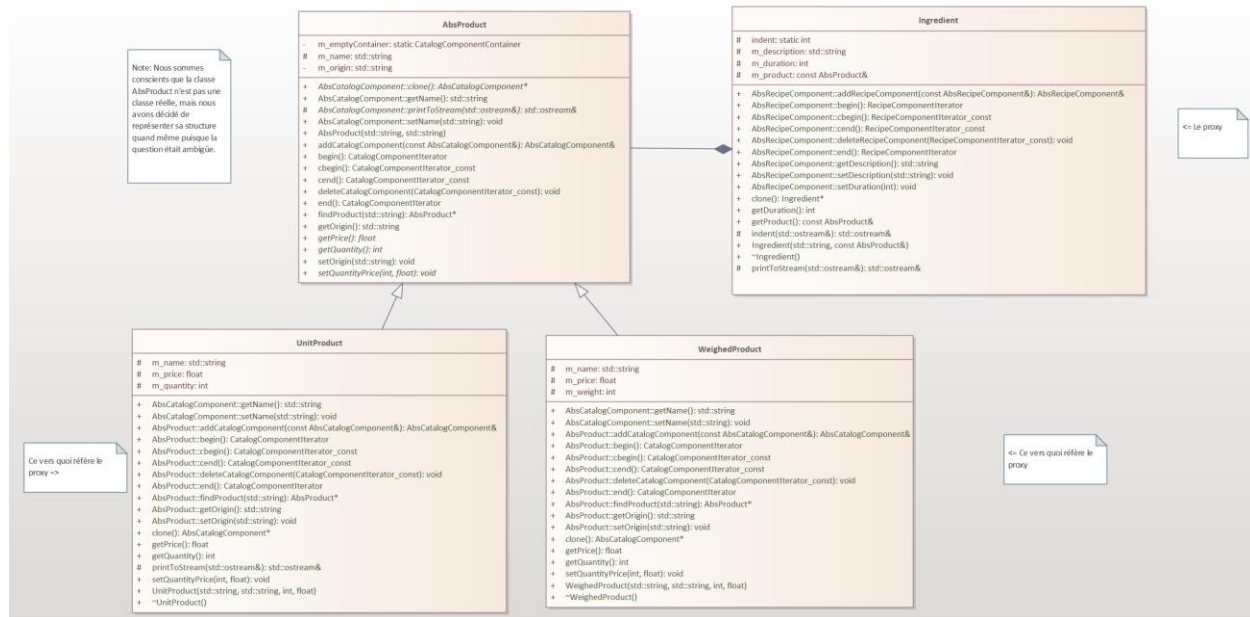 Note: Nous sommes
conscients que la classe
AbsProduct n'est pas une
classe réelle, mais nous
avons décidé de
représenter sa structure
quand même puisque la
question était ambigüe.
AbsProduct
- m_emptyContainer: static CatalogComponentContainer
# m_name: std::string
- m_origin: std::string
+ AbsCatalogComponent::clone(): AbsCatalogComponent*
+ AbsCatalogComponent::getName(): std::string
# AbsCatalogComponent::printToStream(std::ostream&): std::ostream&
+ AbsCatalogComponent::setName(std::string): void
+ AbsProduct(std::string, std::string)
+ addCatalogComponent(const AbsCatalogComponent&): AbsCatalogComponent&
+ begin(): CatalogComponentIterator
+ cbegin(): CatalogComponentIterator_const
+ cend(): CatalogComponentIterator_const
+ deleteCatalogComponent(CatalogComponentIterator_const): void
+ end(): CatalogComponentIterator
+ findProduct(std::string): AbsProduct*
+ getOrigin(): std::string
+ getPrice(): float
+ getQuantity(): int
+ setOrigin(std::string): void
+ setQuantityPrice(int, float): void
Ingredient
# indent: static int
# m_description: std::string
# m_duration: int
# m_product: const AbsProduct&
+ AbsRecipeComponent::addRecipeComponent(const AbsRecipeComponent&): AbsRecipeComponent&
+ AbsRecipeComponent::begin(): RecipeComponentIterator
+ AbsRecipeComponent::cbegin(): RecipeComponentIterator_const
+ AbsRecipeComponent::cend(): RecipeComponentIterator_const
+ AbsRecipeComponent::deleteRecipeComponent(RecipeComponentIterator_const): void
+ AbsRecipeComponent::end(): RecipeComponentIterator
+ AbsRecipeComponent::getDescription(): std::string
+ AbsRecipeComponent::setDescription(std::string): void
+ AbsRecipeComponent::setDuration(int): void
+ clone(): Ingredient*
+ getDuration(): int
+ getProduct(): const AbsProduct&
# indent(std::ostream&): std::ostream&
+ Ingredient(std::string, const AbsProduct&)
+ ~Ingredient()
# printToStream(std::ostream&): std::ostream&
<= Le proxy
Ce vers quoi réfère le
proxy =>
UnitProduct
# m_name: std::string
# m_price: float
# m_quantity: int
+ AbsCatalogComponent::getName(): std::string
+ AbsCatalogComponent::setName(std::string): void
+ AbsProduct::addCatalogComponent(const AbsCatalogComponent&): AbsCatalogComponent&
+ AbsProduct::begin(): CatalogComponentIterator
+ AbsProduct::cbegin(): CatalogComponentIterator_const
+ AbsProduct::cend(): CatalogComponentIterator_const
+ AbsProduct::deleteCatalogComponent(CatalogComponentIterator_const): void
+ AbsProduct::end(): CatalogComponentIterator
+ AbsProduct::findProduct(std::string): AbsProduct*
+ AbsProduct::getOrigin(): std::string
+ AbsProduct::setOrigin(std::string): void
+ clone(): AbsCatalogComponent*
+ getPrice(): float
+ getQuantity(): int
# printToStream(std::ostream&): std::ostream&
+ setQuantityPrice(int, float): void
+ UnitProduct(std::string, std::string, int, float)
+ ~UnitProduct()
WeighedProduct
# m_name: std::string
# m_price: float
# m_weight: int
+ AbsCatalogComponent::getName(): std::string
+ AbsCatalogComponent::setName(std::string): void
+ AbsProduct::addCatalogComponent(const AbsCatalogComponent&): AbsCatalogComponent&
+ AbsProduct::begin(): CatalogComponentIterator
+ AbsProduct::cbegin(): CatalogComponentIterator_const
+ AbsProduct::cend(): CatalogComponentIterator_const
+ AbsProduct::deleteCatalogComponent(CatalogComponentIterator_const): void
+ AbsProduct::end(): CatalogComponentIterator
+ AbsProduct::findProduct(std::string): AbsProduct*
+ AbsProduct::getOrigin(): std::string
+ AbsProduct::setOrigin(std::string): void
+ clone(): AbsCatalogComponent*
+ getPrice(): float
+ getQuantity(): int
+ setQuantityPrice(int, float): void
+ WeighedProduct(std::string, std::string, int, float)
+ ~WeighedProduct()
<= Ce vers quoi réfère le
proxy